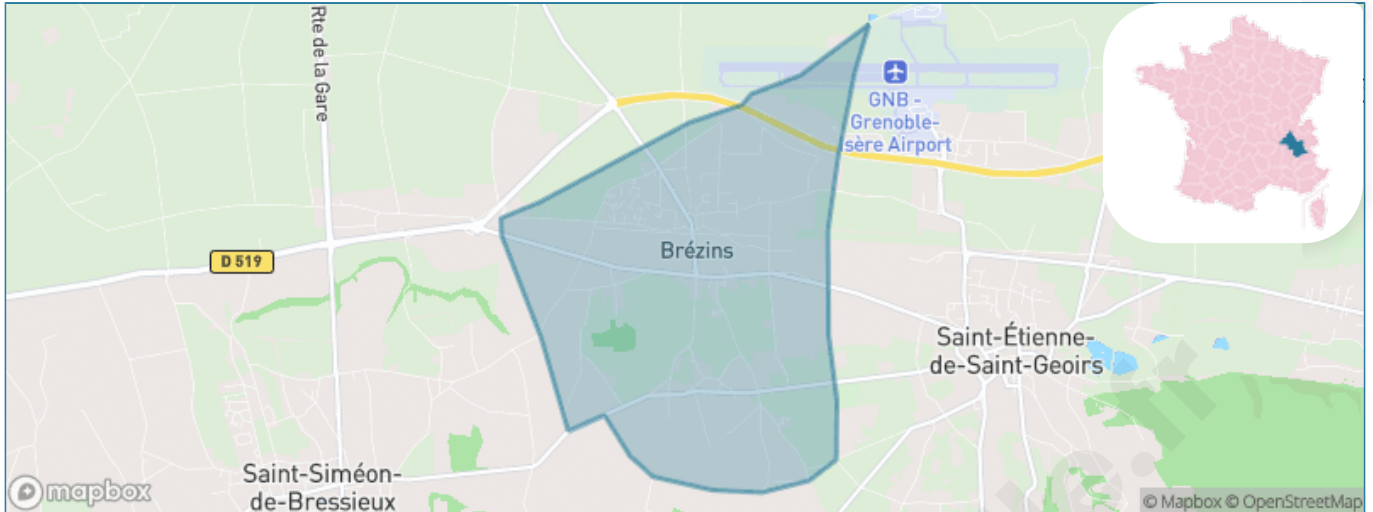 Rte de la Gare
GNB -
Grenoble-
Isère Airport
Brézins
D 519
Saint-Étienne-
de-Saint-Geoirs
Saint-Siméon-
de-Bressieux
mapbox
© Mapbox © OpenStreetMap